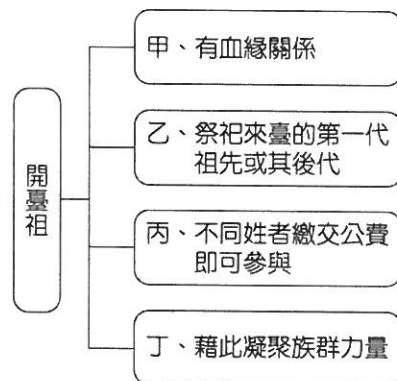 開臺祖
甲、有血緣關係
乙、祭祀來臺的第一代
祖先或其後代
丙、不同姓者繳交公費
即可參與
丁、藉此凝聚族群力量